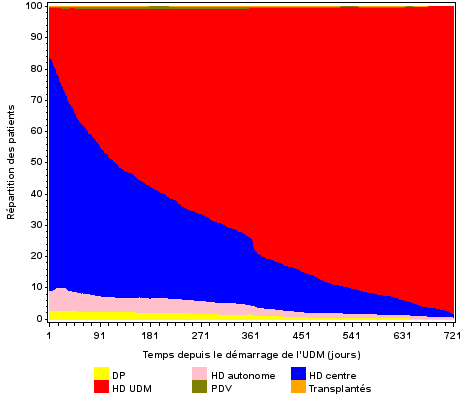 100
90
80
70
60
50
40
30
20
10
0
Répartition des patients
1 91 181 271 361 451 541 631 721
Temps depuis le démarrage de l'UDM (jours)
DP HD autonome HD centre
HD UDM PDV Transplantés